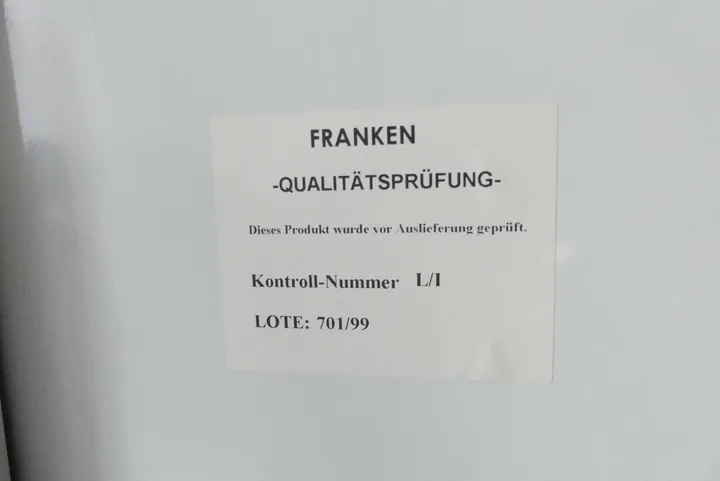 FRANKEN
-QUALITÄTSPRÜFUNG-
Dieses Produkt wurde vor Auslieferung geprüft.
Kontroll-Nummer L/I
LOTE: 701/99